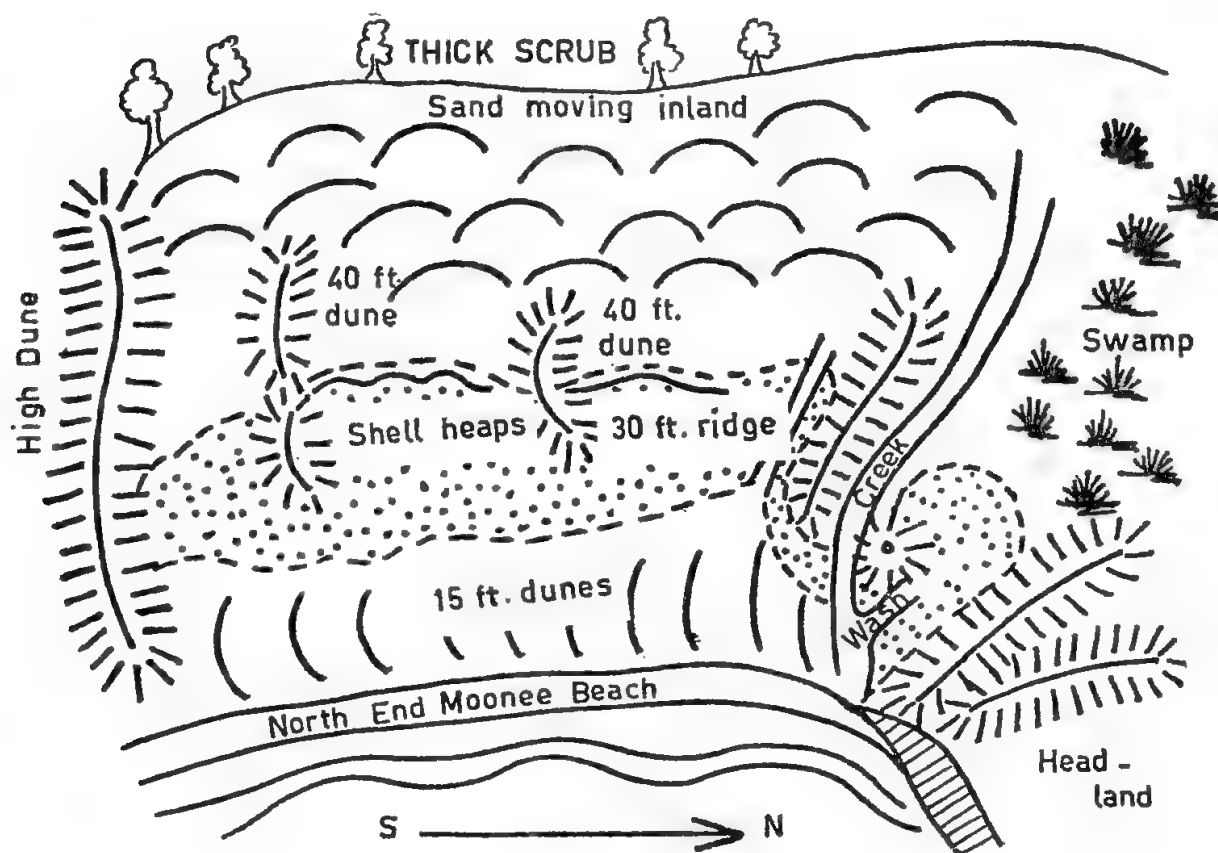 THICK SCRUB
Sand moving inland
High Dune
40 ft.
dune
40 ft.
dune
Swamp
Shell heaps
30 ft. ridge
Creek
15 ft. dunes
Wash
North End Moonee Beach
Head-
land
S
N